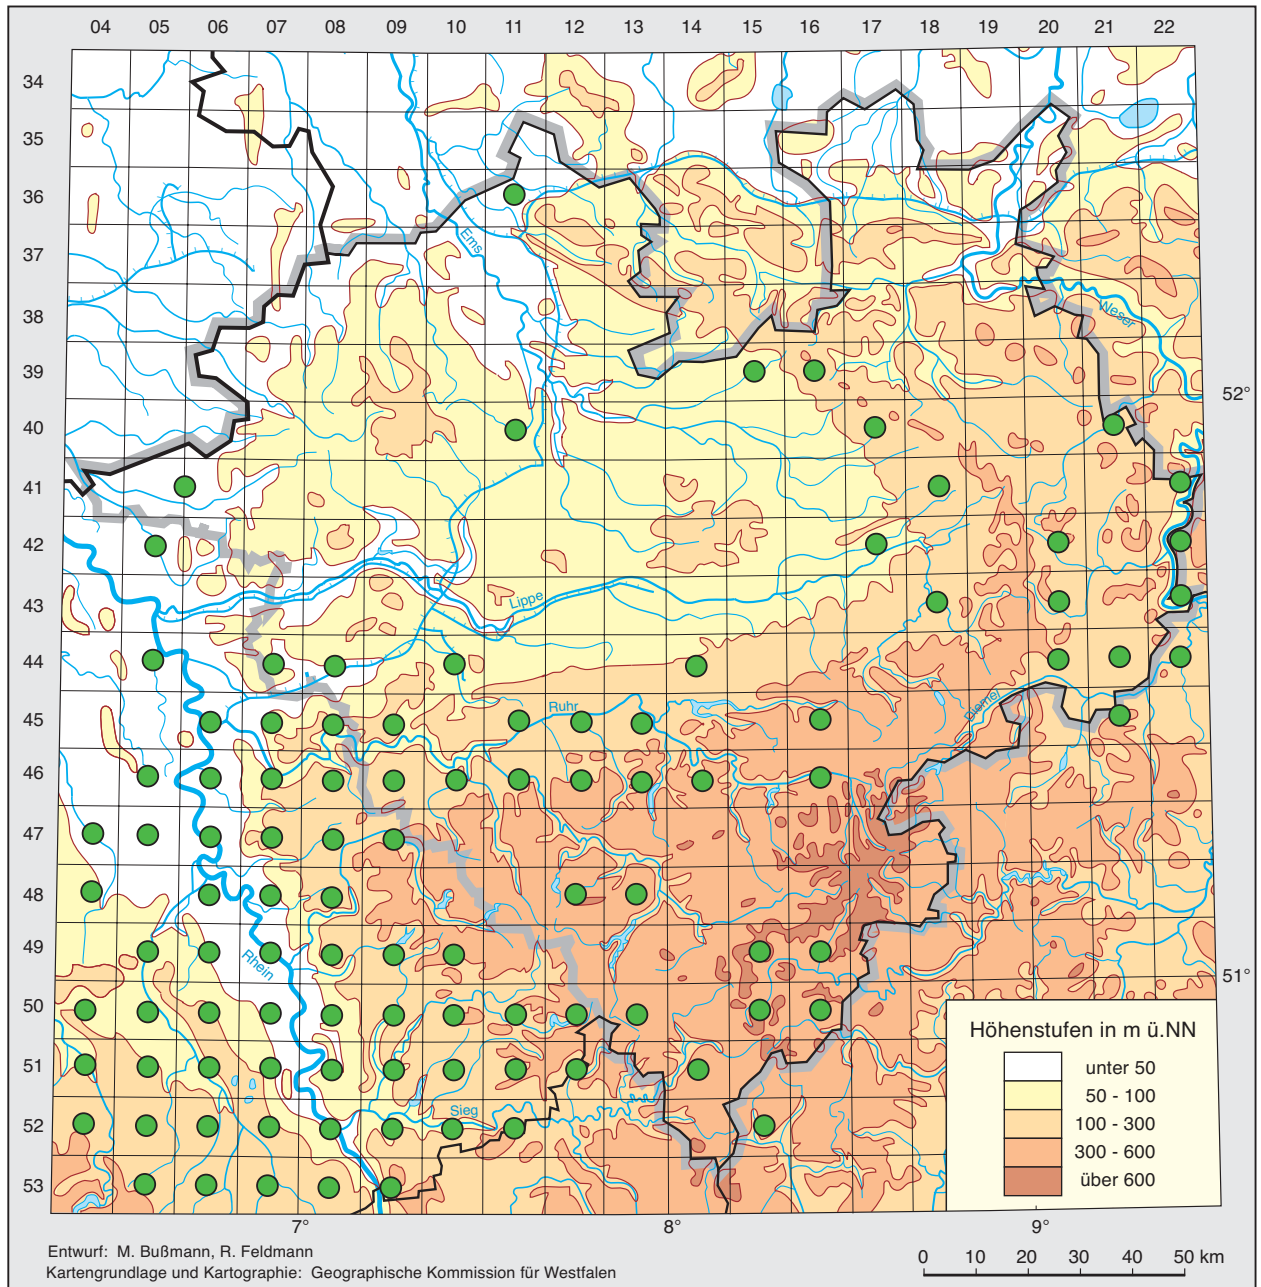 04 05 06 07 08 09 10 11 12 13 14 15 16 17 18 19 20 21 22
34
35
36
37
38
39
40
41
42
43
44
45
46
47
48
49
50
51
52
53
Ems
Weser
52°
Lippe
Ruhr
Diemel
Rhein
51°
Sieg
Höhenstufen in m ü.NN
unter 50
50 - 100
100 - 300
300 - 600
über 600
7° 8° 9°
Entwurf: M. Bußmann, R. Feldmann
Kartengrundlage und Kartographie: Geographische Kommission für Westfalen
0 10 20 30 40 50 km